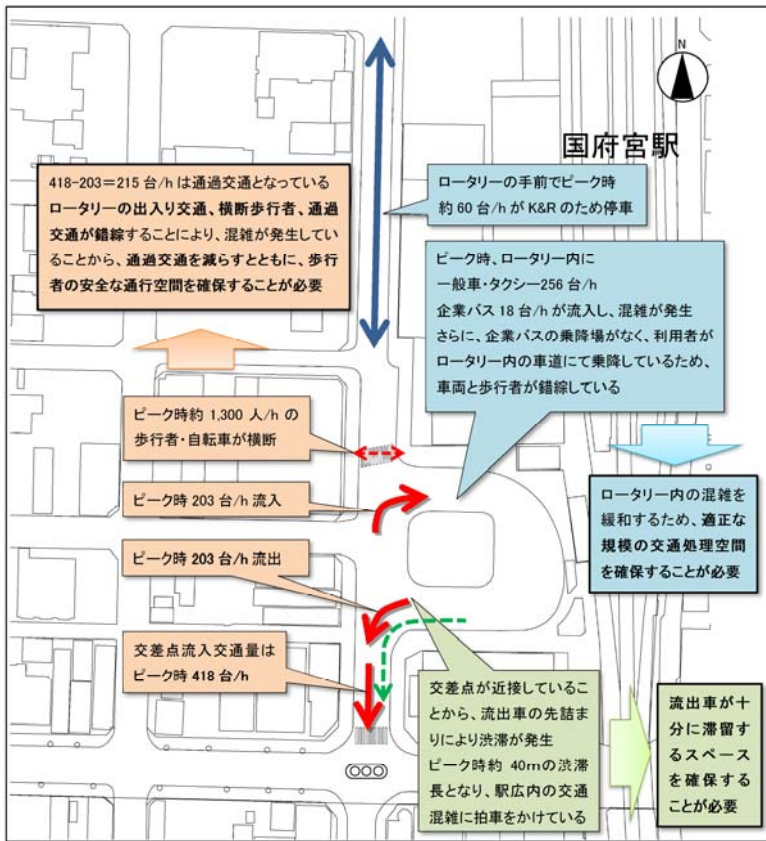 N
国府宮駅
418-203=215 台/h は通過交通となっている
ロータリーの出入り交通、横断歩行者、通過
交通が錯綜することにより、混雑が発生してい
ることから、通過交通を減らすとともに、歩行
者の安全な通行空間を確保することが必要
ロータリーの手前でピーク時
約 60 台/h が K&R のため停車
ピーク時、ロータリー内に
一般車・タクシー256 台/h
企業バス 18 台/h が流入し、混雑が発生
さらに、企業バスの乗降場がなく、利用者が
ロータリー内の車道にて乗降しているため、
車両と歩行者が錯綜している
ピーク時約 1,300 人/h の
歩行者・自転車が横断
ピーク時 203 台/h 流入
ロータリー内の混雑を
緩和するため、適正な
規模の交通処理空間
を確保することが必要
ピーク時 203 台/h 流出
交差点流入交通量は
ピーク時 418 台/h
交差点が近接しているこ
とから、流出車の先詰ま
りにより渋滞が発生
ピーク時約 40mの渋滞
長となり、駅広内の交通
混雑に拍車をかけている
流出車が十
分に滞留す
るスペース
を確保する
ことが必要